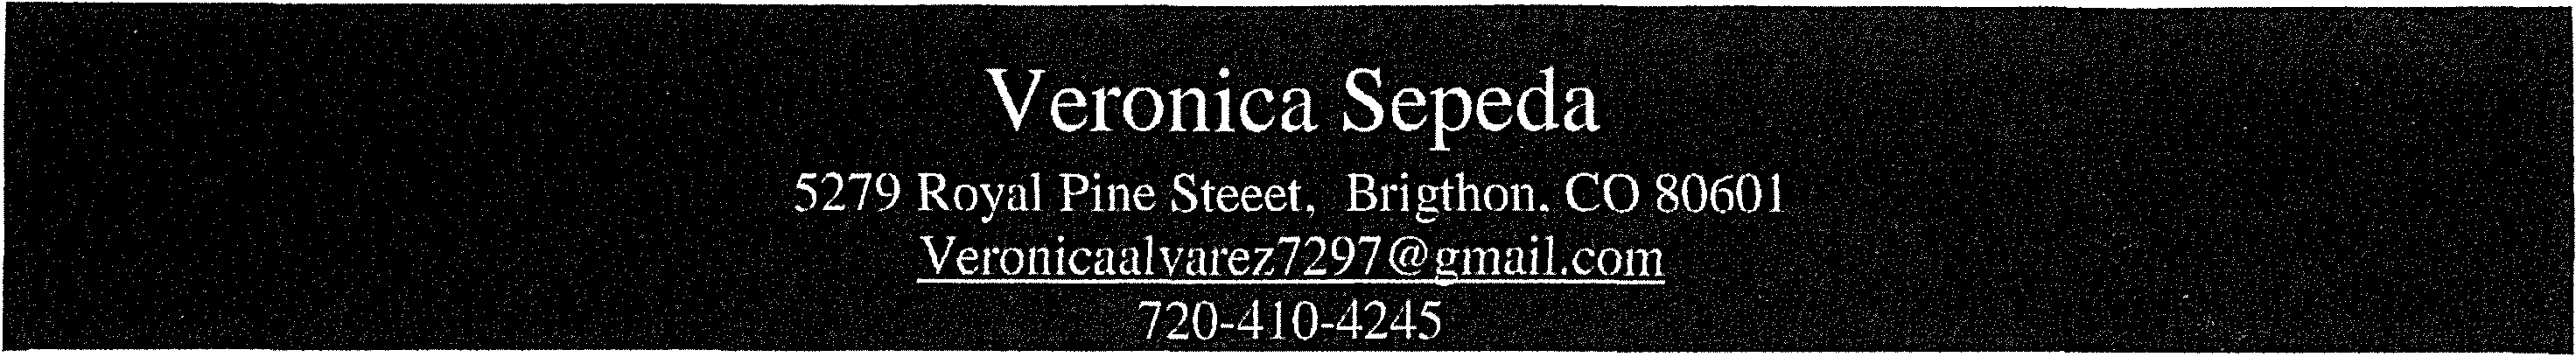 Veronica Sepeda
5279 Royal Pine Steeet, Brigthon, CO 80601
Veronicaalvarez7297@gmail.com
720-410-4245